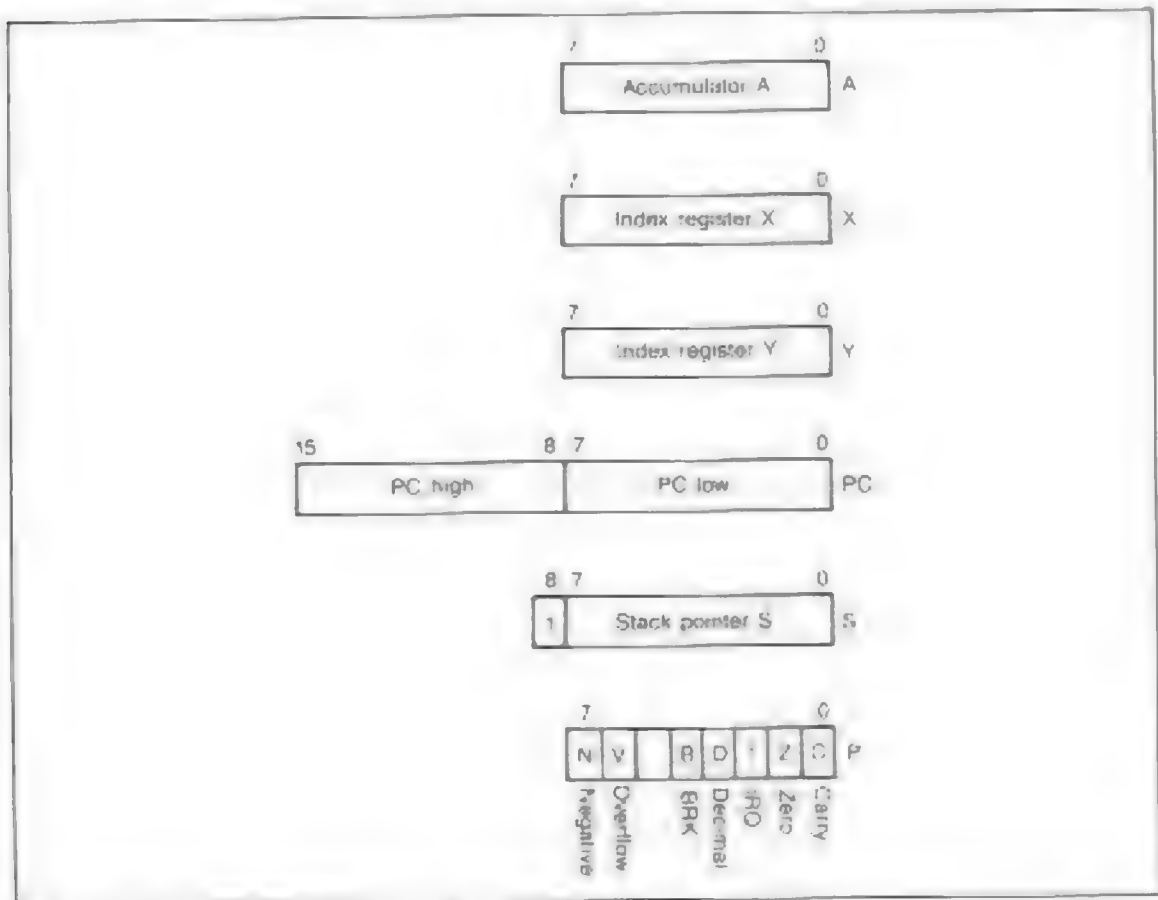 7 0
Accumulator A A
7 0
Index register X X
7 0
Index register Y Y
15 8 7 0
PC high PC low PC
8 7 0
1 Stack pointer S S
7 0
N V B D I Z C P
Negative
Overflow
BRK
Decimal
IRQ
Zero
Carry